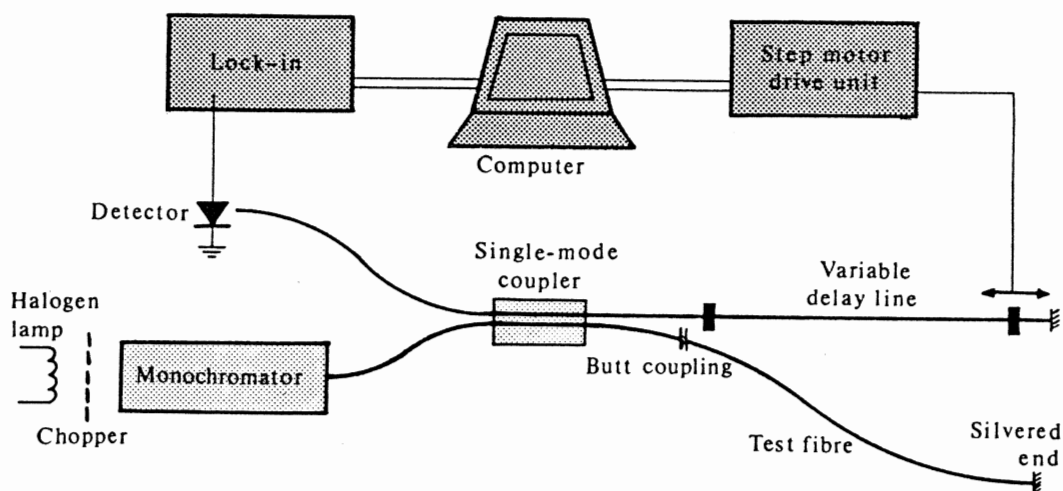 Lock-in
Step motor
drive unit
Computer
Detector
Single-mode
coupler
Variable
delay line
Halogen
lamp
Monochromator
Butt coupling
Chopper
Test fibre
Silvered
end